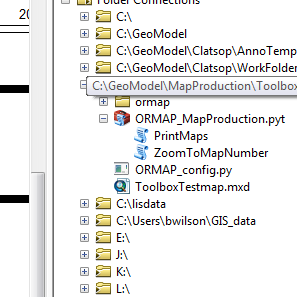 20
Folder Connections
C:\
C:\GeoModel
C:\GeoModel\Clatsop\AnnoTemp
C:\GeoModel\Clatsop\WorkFolder
C:\GeoModel\MapProduction\Toolbox
ormap
ORMAP_MapProduction.pyt
PrintMaps
ZoomToMapNumber
ORMAP_config.py
ToolboxTestmap.mxd
C:\lisdata
C:\Users\bwilson\GIS_data
E:\
J:\
K:\
L:\